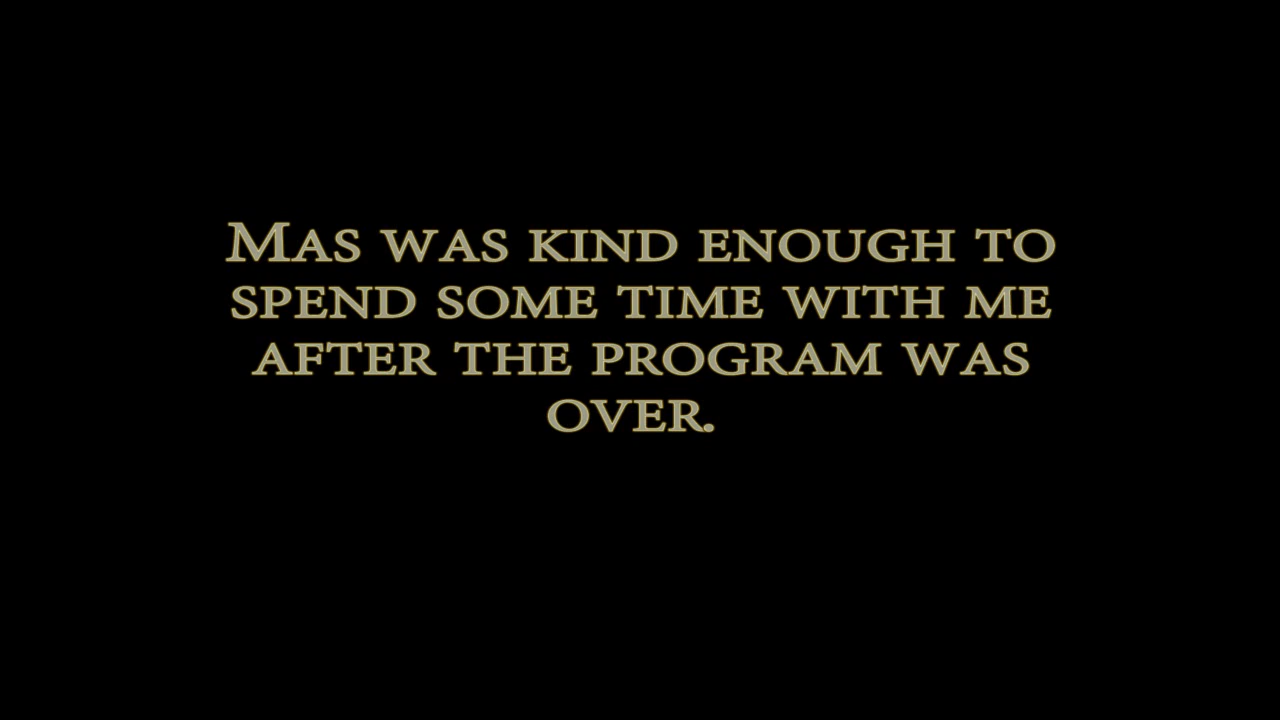 Mas was kind enough to
spend some time with me
after the program was
over.